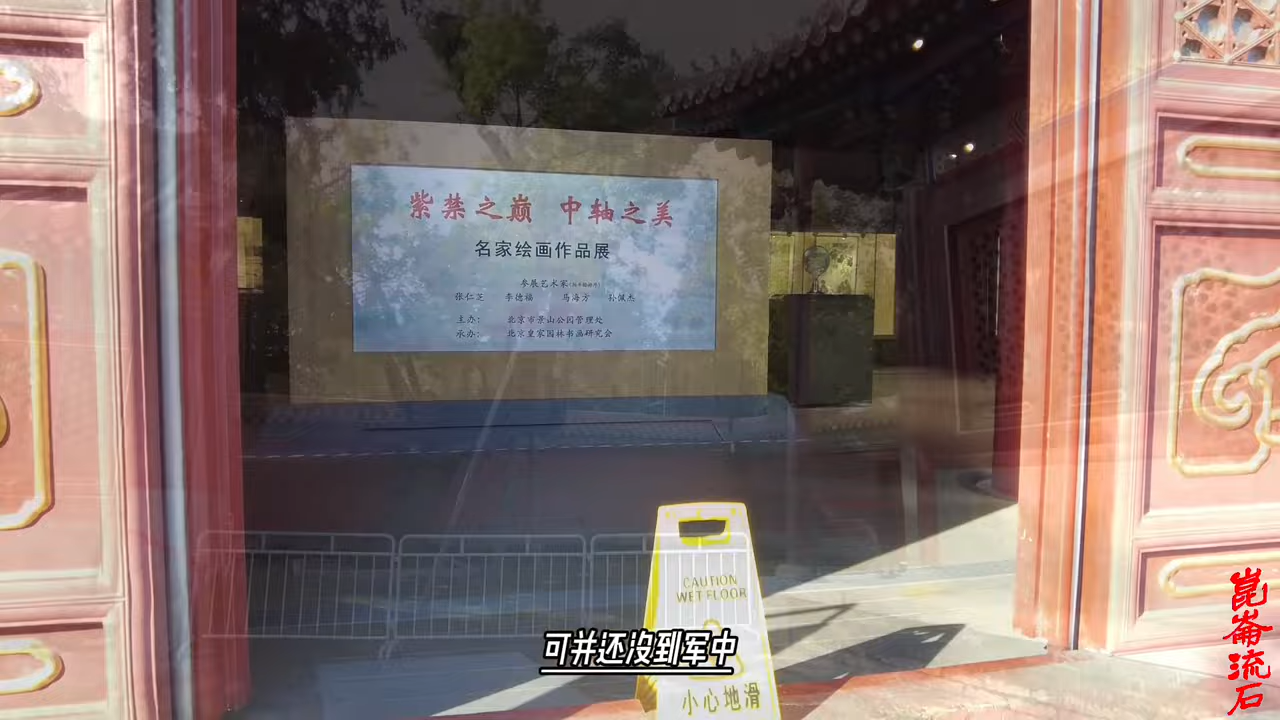 紫禁之巅 中轴之美
名家绘画作品展
参展艺术家
张仁芝 李德福 马海方 孙佩杰
主办： 北京市景山公园管理处
承办： 北京皇家园林书画研究会
CAUTION
WET FLOOR
小心地滑
可并还没到军中
崑崙流石